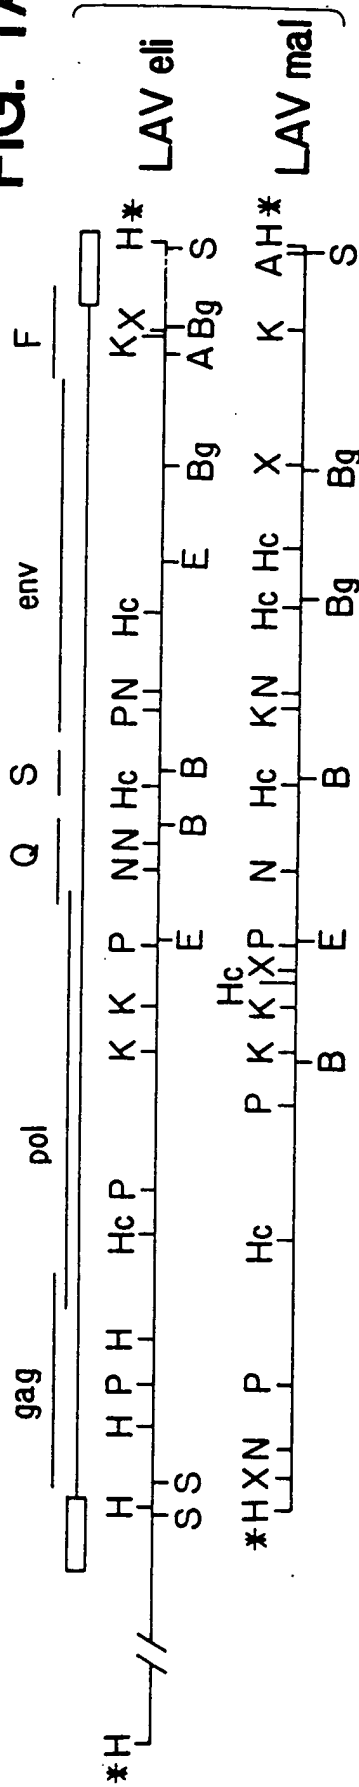 FIG. 1A
gag pol Q S env F
*H H H P H Hc P K K P N N Hc P N Hc K X H* LAV eli
S S E B B E Bg A Bg S
*H X N P Hc P K K Hc X P N Hc K N Hc Hc X K A H* LAV mal
B E B Bg Bg S